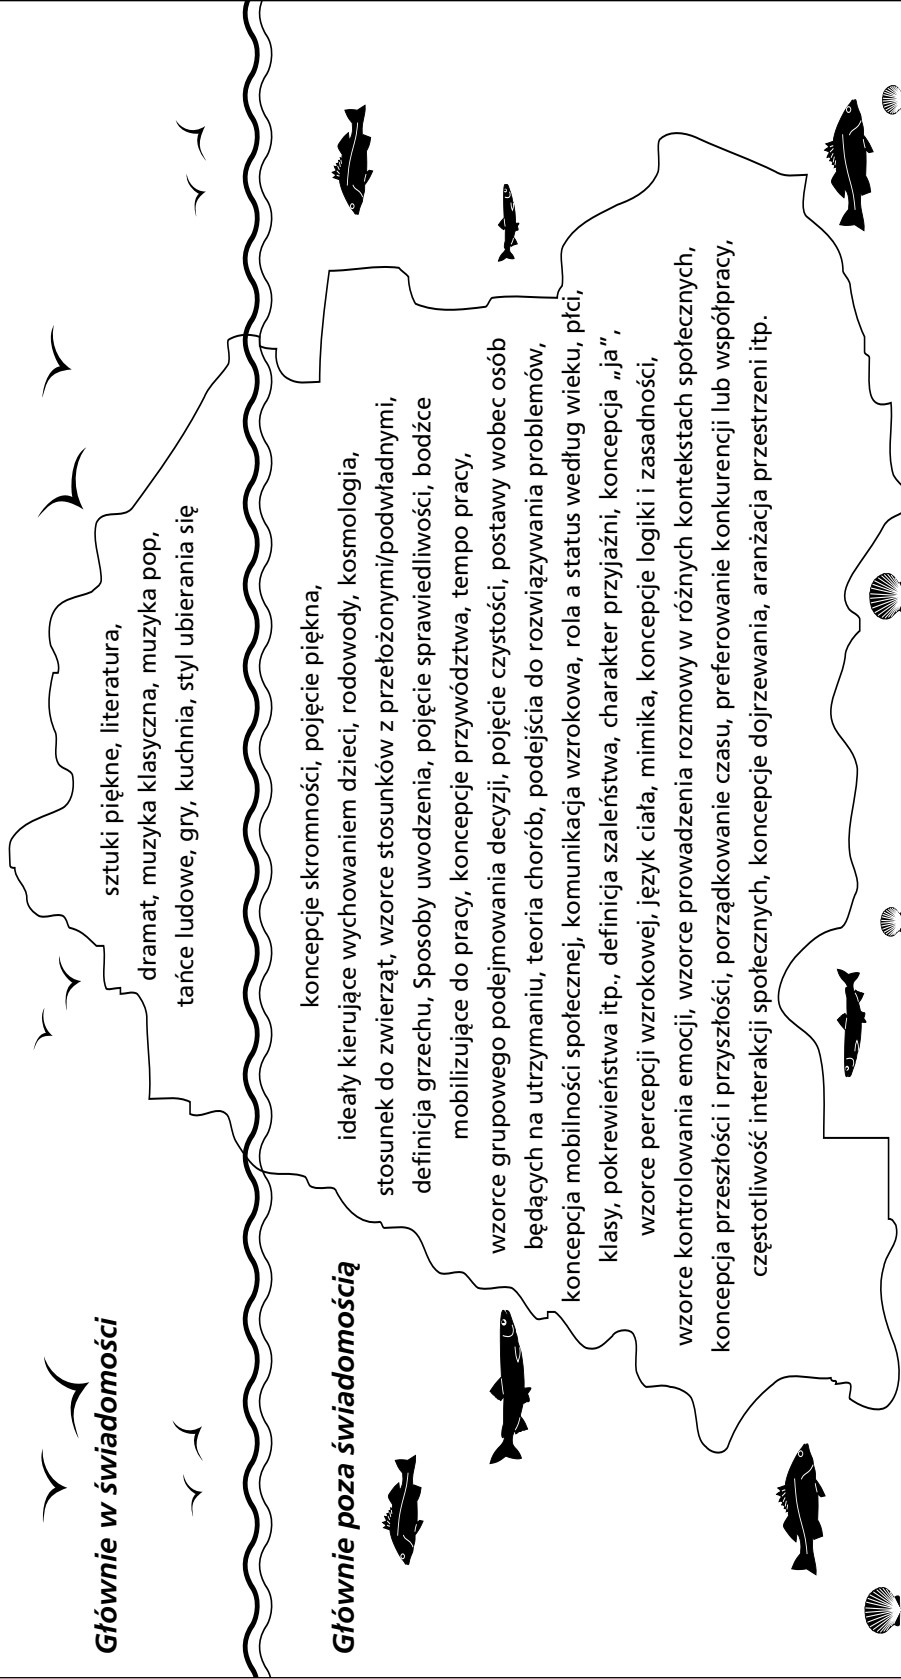 Głównie w świadomości
sztuki piękne, literatura,
dramat, muzyka klasyczna, muzyka pop,
tańce ludowe, gry, kuchnia, styl ubierania się
Głównie poza świadomością
koncepcje skromności, pojęcie piękna,
ideały kierujące wychowaniem dzieci, rodowody, kosmologia,
stosunek do zwierząt, wzorce stosunków z przełożonymi/podwładnymi,
definicja grzechu, Sposoby uwodzenia, pojęcie sprawiedliwości, bodźce
mobilizujące do pracy, koncepcje przywództwa, tempo pracy,
wzorce grupowego podejmowania decyzji, pojęcie czystości, postawy wobec osób
będących na utrzymaniu, teoria chorób, podejścia do rozwiązywania problemów,
koncepcja mobilności społecznej, komunikacja wzrokowa, rola a status według wieku, płci,
klasy, pokrewieństwa itp., definicja szaleństwa, charakter przyjaźni, koncepcja „ja”,
wzorce percepcji wzrokowej, język ciała, mimika, koncepcje logiki i zasadności,
wzorce kontrolowania emocji, wzorce prowadzenia rozmowy w różnych kontekstach społecznych,
koncepcja przeszłości i przyszłości, porządkowanie czasu, preferowanie konkurencji lub współpracy,
częstotliwość interakcji społecznych, koncepcje dojrzewania, aranżacja przestrzeni itp.